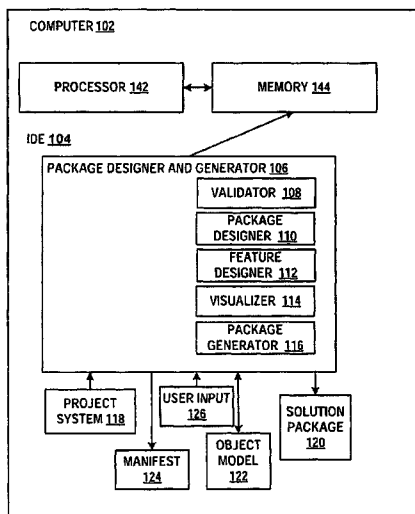 COMPUTER 102
PROCESSOR 142
MEMORY 144
IDE 104
PACKAGE DESIGNER AND GENERATOR 106
VALIDATOR 108
PACKAGE
DESIGNER 110
FEATURE
DESIGNER 112
VISUALIZER 114
PACKAGE
GENERATOR 116
PROJECT
SYSTEM 118
USER INPUT
126
SOLUTION
PACKAGE
120
MANIFEST
124
OBJECT
MODEL
122